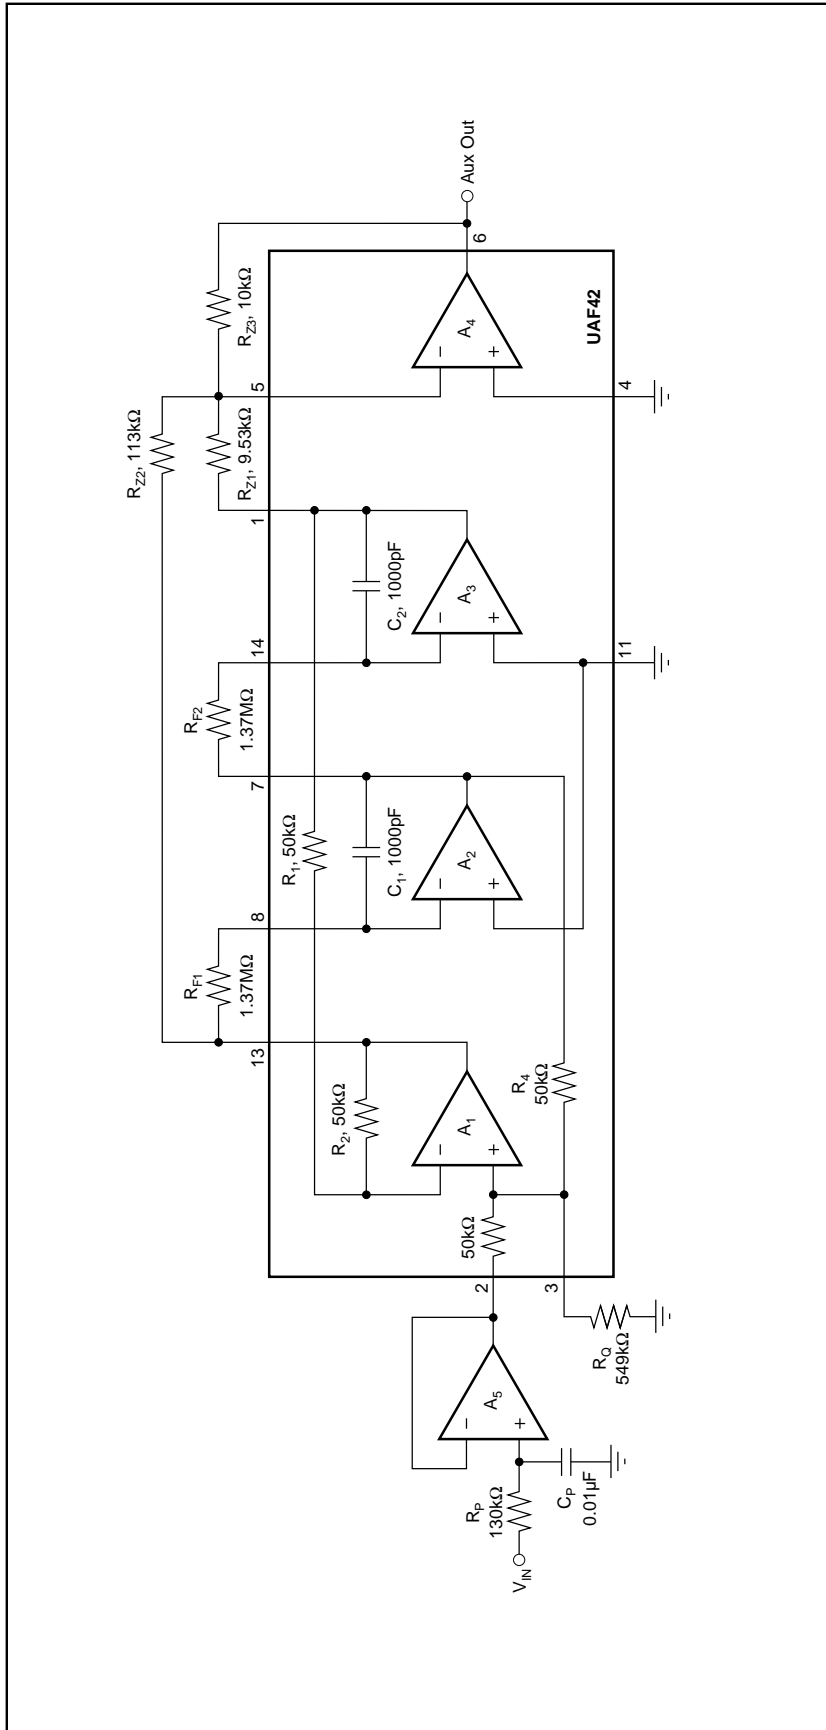 V_IN
R_P
130kΩ
C_P
0.01µF
A_5
−
+
R_Q
549kΩ
2
3
50kΩ
A_1
−
+
R_2, 50kΩ
13
R_4
50kΩ
R_F1
1.37MΩ
8
R_1, 50kΩ
C_1, 1000pF
A_2
−
+
7
R_F2
1.37MΩ
14
C_2, 1000pF
A_3
−
+
11
1
R_Z2, 113kΩ
R_Z1, 9.53kΩ
5
R_Z3, 10kΩ
A_4
−
+
4
UAF42
6
Aux Out